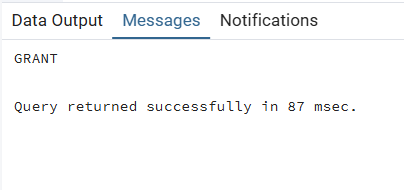 Data Output Messages Notifications
GRANT
Query returned successfully in 87 msec.